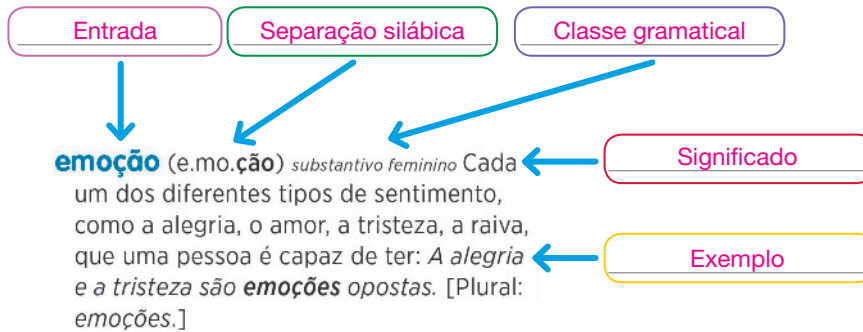 Entrada
Separação silábica
Classe gramatical
emoção (e.mo.ção) substantivo feminino Cada
um dos diferentes tipos de sentimento,
como a alegria, o amor, a tristeza, a raiva,
que uma pessoa é capaz de ter: A alegria
e a tristeza são emoções opostas. [Plural:
emoções.]
Significado
Exemplo